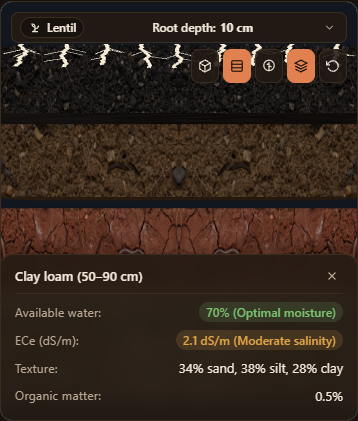 Lentil
Root depth: 10 cm
Clay loam (50–90 cm)
Available water: 70% (Optimal moisture)
ECe (dS/m): 2.1 dS/m (Moderate salinity)
Texture: 34% sand, 38% silt, 28% clay
Organic matter: 0.5%